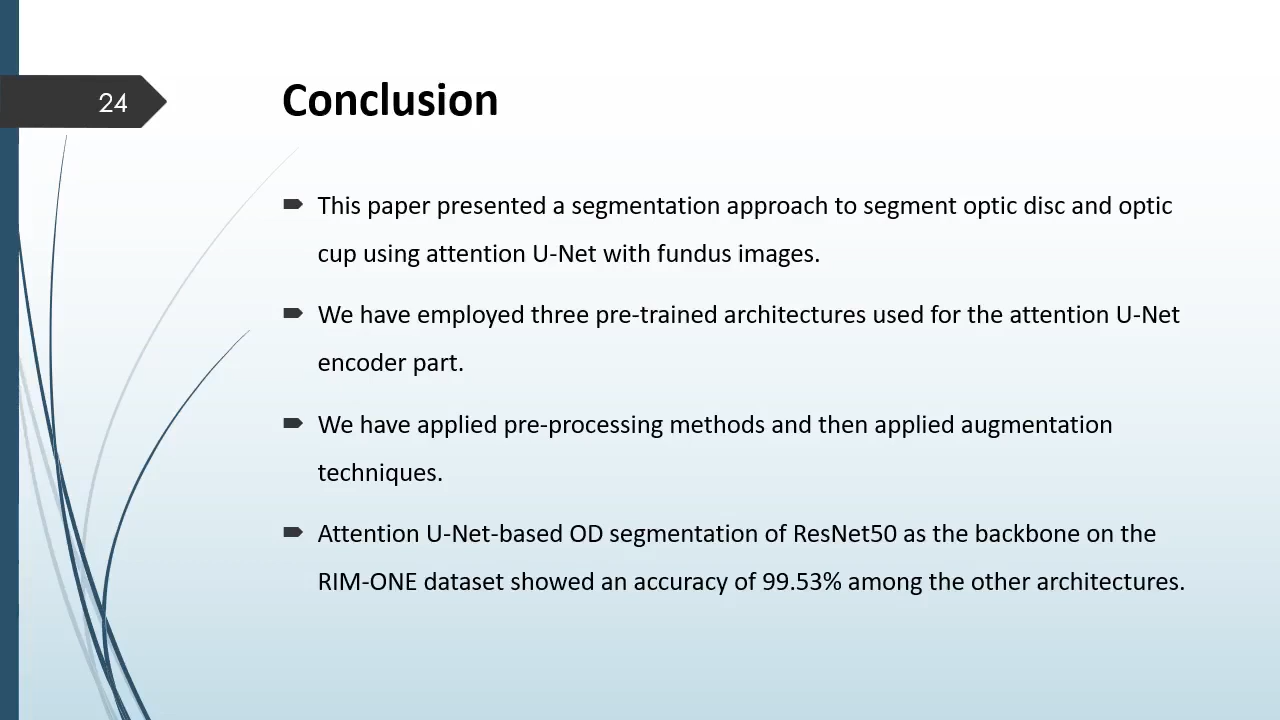 24
Conclusion
This paper presented a segmentation approach to segment optic disc and optic
cup using attention U-Net with fundus images.
We have employed three pre-trained architectures used for the attention U-Net
encoder part.
We have applied pre-processing methods and then applied augmentation
techniques.
Attention U-Net-based OD segmentation of ResNet50 as the backbone on the
RIM-ONE dataset showed an accuracy of 99.53% among the other architectures.